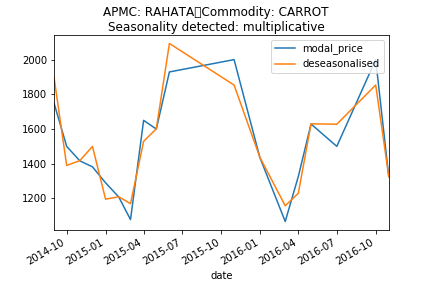 APMC: RAHATA▯Commodity: CARROT
Seasonality detected: multiplicative
modal_price
deseasonalised
2000
1800
1600
1400
1200
2014-10
2015-01
2015-04
2015-07
2015-10
2016-01
2016-04
2016-07
2016-10
date